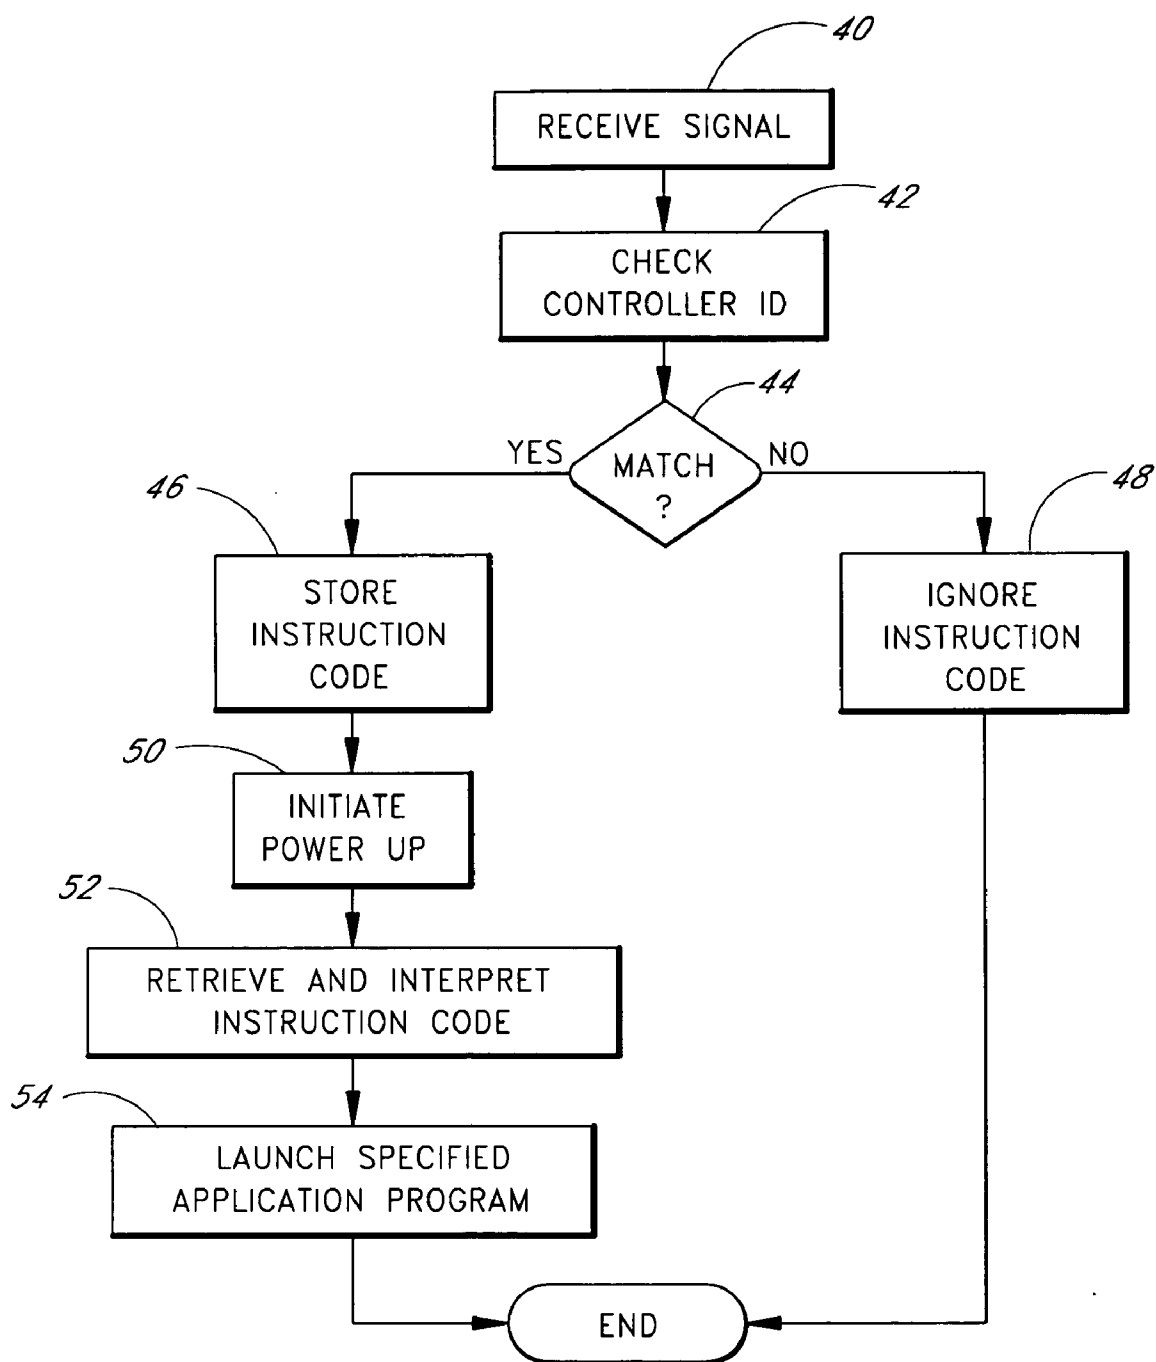 40
RECEIVE SIGNAL
42
CHECK
CONTROLLER ID
44
YES
MATCH
?
NO
46
STORE
INSTRUCTION
CODE
48
IGNORE
INSTRUCTION
CODE
50
INITIATE
POWER UP
52
RETRIEVE AND INTERPRET
INSTRUCTION CODE
54
LAUNCH SPECIFIED
APPLICATION PROGRAM
END